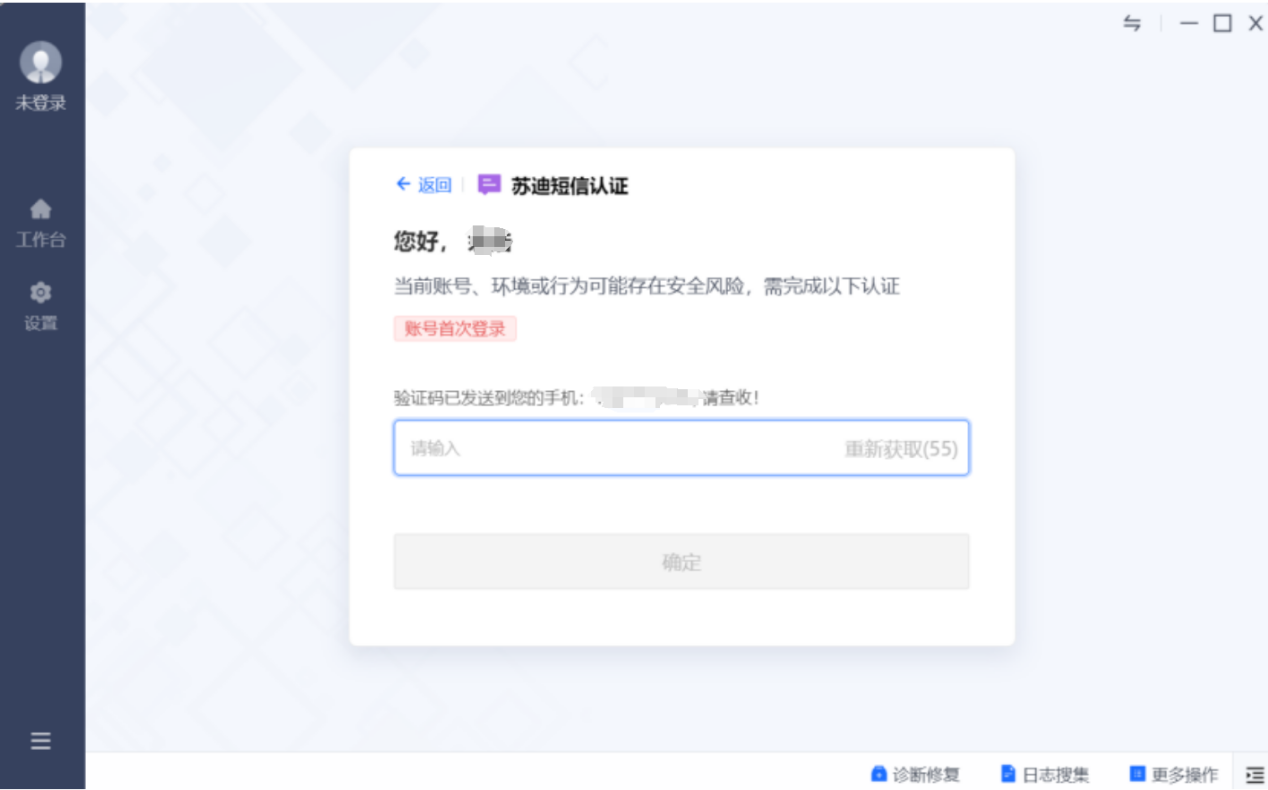 未登录
工作台
设置
返回 苏迪短信认证
您好，
当前账号、环境或行为可能存在安全风险，需完成以下认证
账号首次登录
验证码已发送到您的手机： 请查收！
请输入 重新获取(55)
确定
诊断修复 日志搜集 更多操作